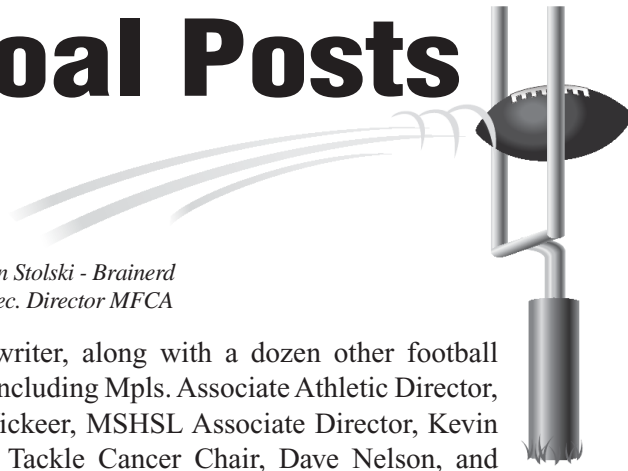 oal Posts
n Stolski - Brainerd
ec. Director MFCA
writer, along with a dozen other football
ncluding Mpls. Associate Athletic Director,
ickeer, MSHSL Associate Director, Kevin
Tackle Cancer Chair, Dave Nelson, and